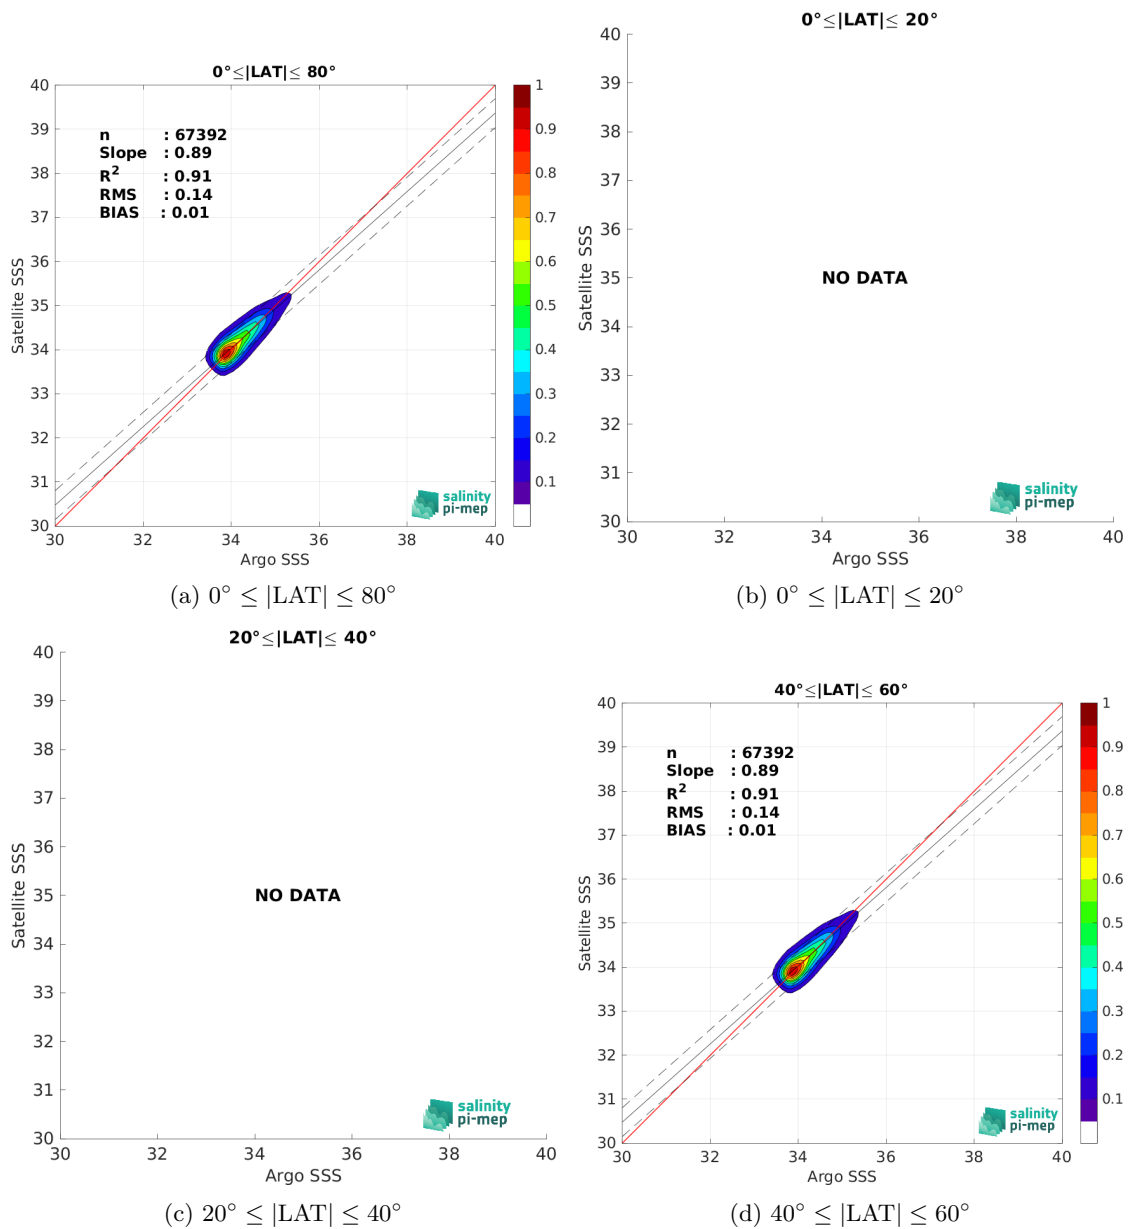 0°≤|LAT|≤ 80°
40
39
38
37
36
35
34
33
32
31
30
30
32
34
36
38
40
Satellite SSS
Argo SSS
n : 67392
Slope : 0.89
R² : 0.91
RMS : 0.14
BIAS : 0.01
1
0.9
0.8
0.7
0.6
0.5
0.4
0.3
0.2
0.1
salinity
pi-mep
(a) 0° ≤ |LAT| ≤ 80°
0°≤|LAT|≤ 20°
40
39
38
37
36
35
34
33
32
31
30
30
32
34
36
38
40
Satellite SSS
Argo SSS
NO DATA
salinity
pi-mep
(b) 0° ≤ |LAT| ≤ 20°
20°≤|LAT|≤ 40°
40
39
38
37
36
35
34
33
32
31
30
30
32
34
36
38
40
Satellite SSS
Argo SSS
NO DATA
salinity
pi-mep
(c) 20° ≤ |LAT| ≤ 40°
40°≤|LAT|≤ 60°
40
39
38
37
36
35
34
33
32
31
30
30
32
34
36
38
40
Satellite SSS
Argo SSS
n : 67392
Slope : 0.89
R² : 0.91
RMS : 0.14
BIAS : 0.01
1
0.9
0.8
0.7
0.6
0.5
0.4
0.3
0.2
0.1
salinity
pi-mep
(d) 40° ≤ |LAT| ≤ 60°